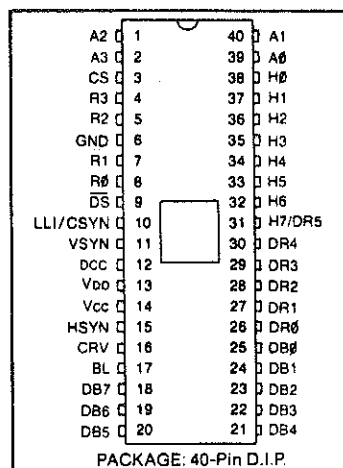 A2 1 40 A1
A3 2 39 AØ
CS 3 38 HØ
R3 4 37 H1
R2 5 36 H2
GND 6 35 H3
R1 7 34 H4
RØ 8 33 H5
D̅S̅ 9 32 H6
LLI/CSYN 10 31 H7/DR5
VSYN 11 30 DR4
DCC 12 29 DR3
VDD 13 28 DR2
VCC 14 27 DR1
HSYN 15 26 DRØ
CRV 16 25 DBØ
BL 17 24 DB1
DB7 18 23 DB2
DB6 19 22 DB3
DB5 20 21 DB4
PACKAGE: 40-Pin D.I.P.